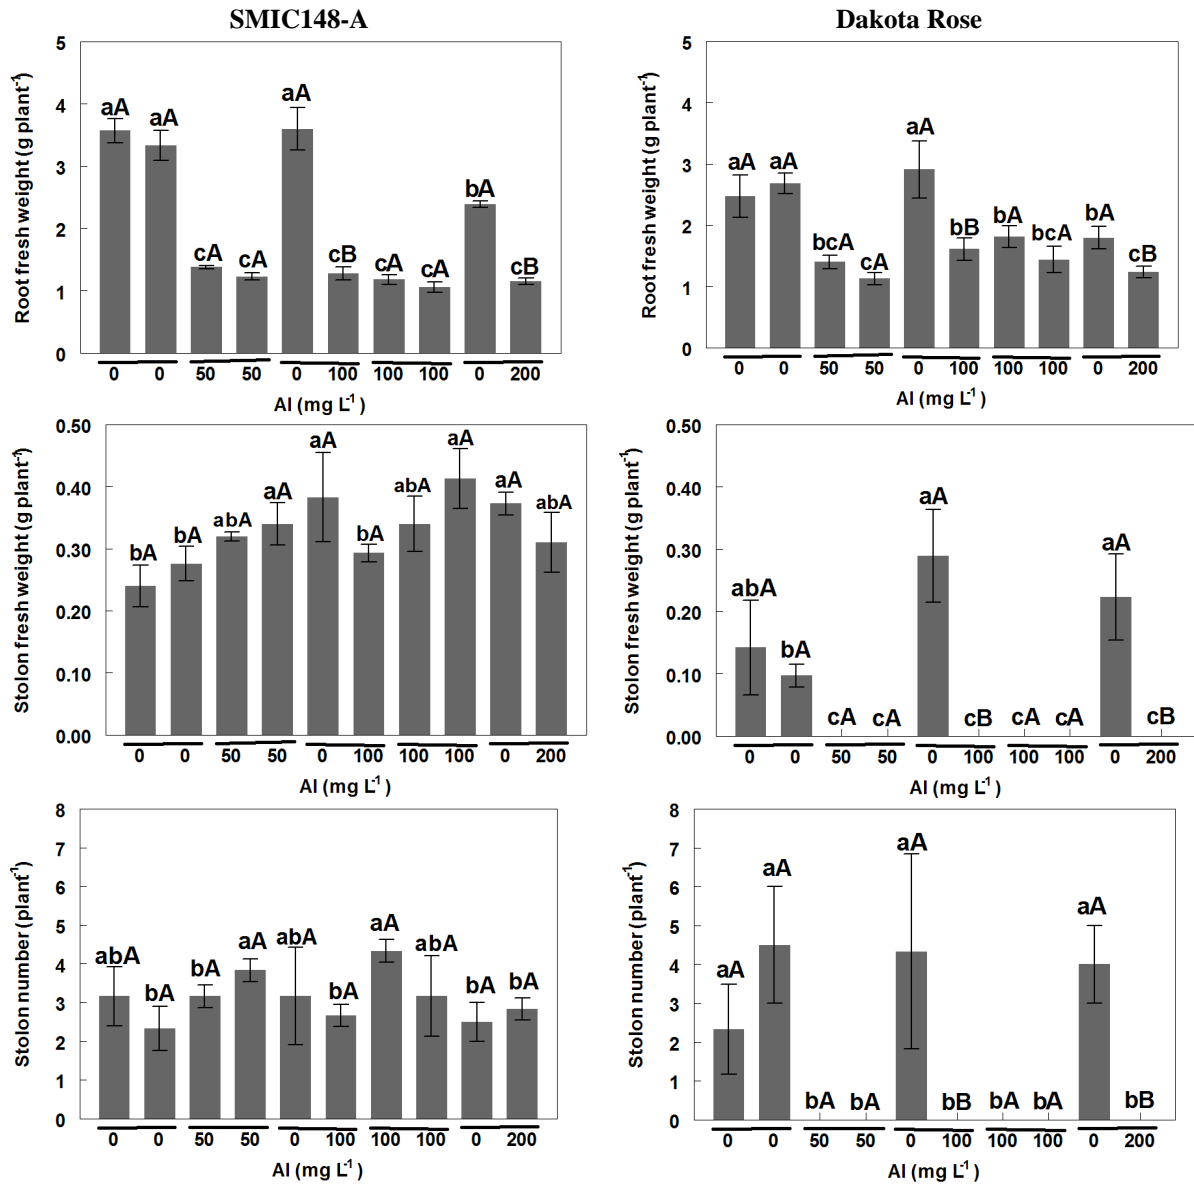 SMIC148-A
Dakota Rose
Root fresh weight (g plant⁻¹)
5
4
3
2
1
0
aA aA cA cA aA cB cA cA bA cB
0 0 50 50 0 100 100 100 0 200
Al (mg L⁻¹)
Root fresh weight (g plant⁻¹)
5
4
3
2
1
0
aA aA bcA cA aA bB bA bcA bA cB
0 0 50 50 0 100 100 100 0 200
Al (mg L⁻¹)
Stolon fresh weight (g plant⁻¹)
0.50
0.40
0.30
0.20
0.10
0.00
bA bA abA aA aA bA abA aA aA abA
0 0 50 50 0 100 100 100 0 200
Al (mg L⁻¹)
Stolon fresh weight (g plant⁻¹)
0.50
0.40
0.30
0.20
0.10
0.00
abA bA cA cA aA cB cA cA aA cB
0 0 50 50 0 100 100 100 0 200
Al (mg L⁻¹)
Stolon number (plant⁻¹)
8
7
6
5
4
3
2
1
0
abA bA bA aA abA bA aA abA bA bA
0 0 50 50 0 100 100 100 0 200
Al (mg L⁻¹)
Stolon number (plant⁻¹)
8
7
6
5
4
3
2
1
0
aA aA bA bA aA bB bA bA aA bB
0 0 50 50 0 100 100 100 0 200
Al (mg L⁻¹)